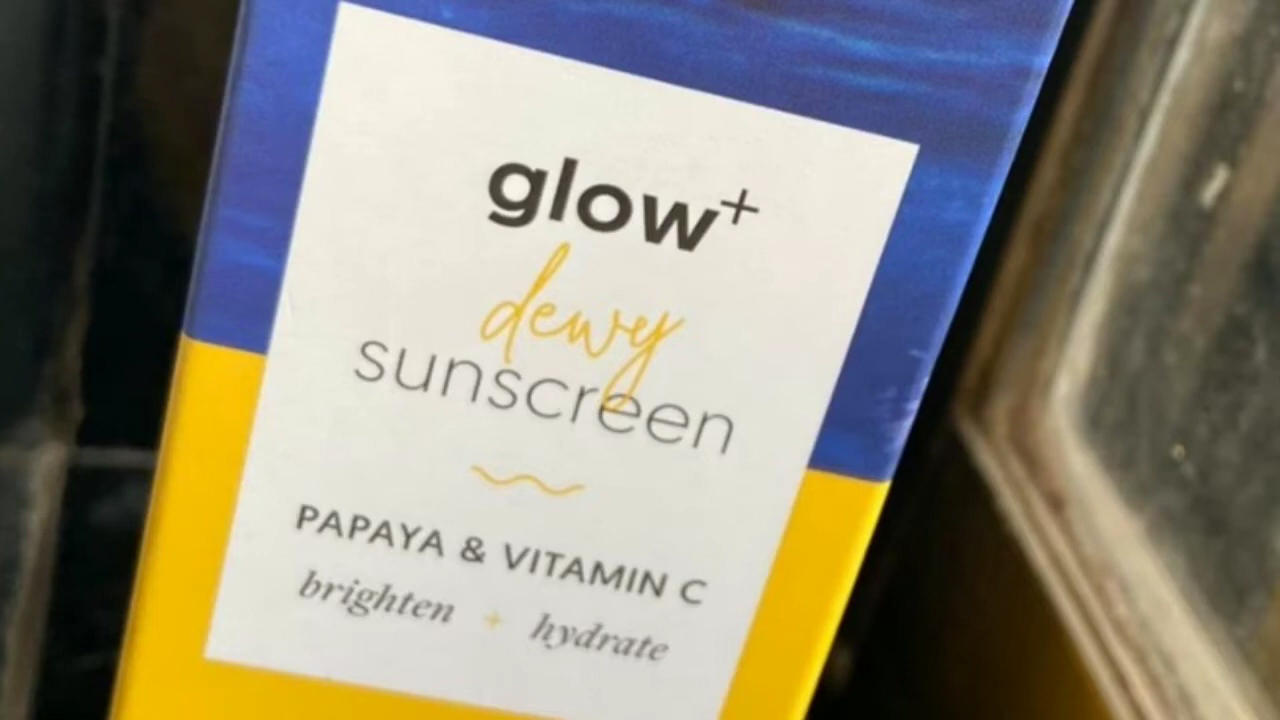 glow+
dewy
sunscreen
PAPAYA & VITAMIN C
brighten + hydrate